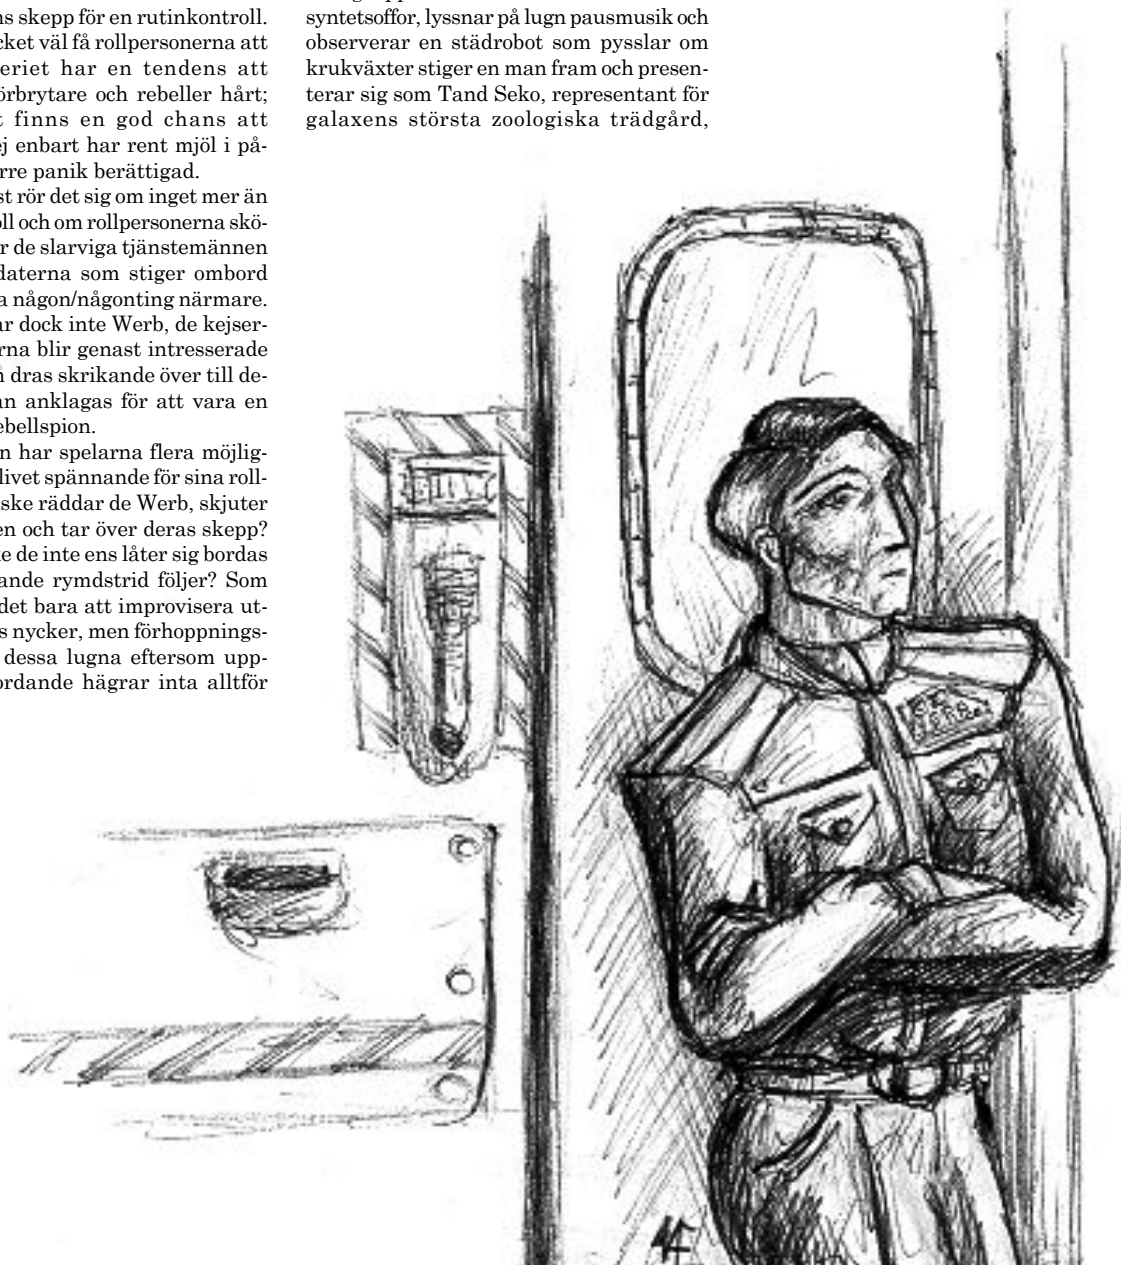 ns skepp för en rutinkontroll.
cket väl få rollpersonerna att
eriet har en tendens att
örbrytare och rebeller hårt;
t finns en god chans att
ej enbart har rent mjöl i på-
rre panik berättigad.
st rör det sig om inget mer än
oll och om rollpersonerna skö-
r de slarviga tjänstemännen
daterna som stiger ombord
a någon/någonting närmare.
ar dock inte Werb, de kejser-
rna blir genast intresserade
n dras skrikande över till de-
an anklagas för att vara en
ebellspion.
n har spelarna flera möjlig-
livet spännande för sina roll-
ske räddar de Werb, skjuter
en och tar över deras skepp?
e de inte ens låter sig bordas
ande rymdstrid följer? Som
det bara att improvisera ut-
s nycker, men förhoppnings-
dessa lugna eftersom upp-
ordande hägrar inta alltför
syntetsoffor, lyssnar på lugn pausmusik och
observerar en städrobot som pysslar om
krukväxter stiger en man fram och presen-
terar sig som Tand Seko, representant för
galaxens största zoologiska trädgård,